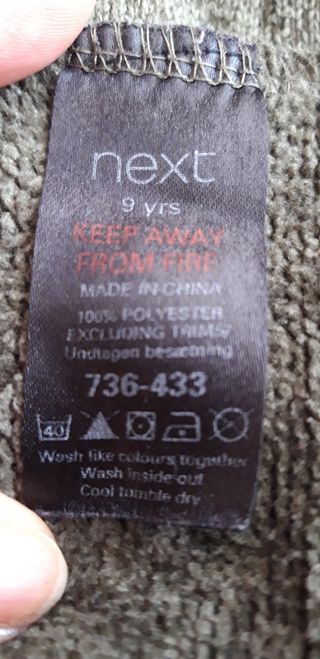 next
9 yrs
KEEP AWAY
FROM FIRE
MADE IN CHINA
100% POLYESTER
EXCLUDING TRIMS/
Undtagen besætning
736-433
40
Wash like colours together
Wash inside out
Cool tumble dry